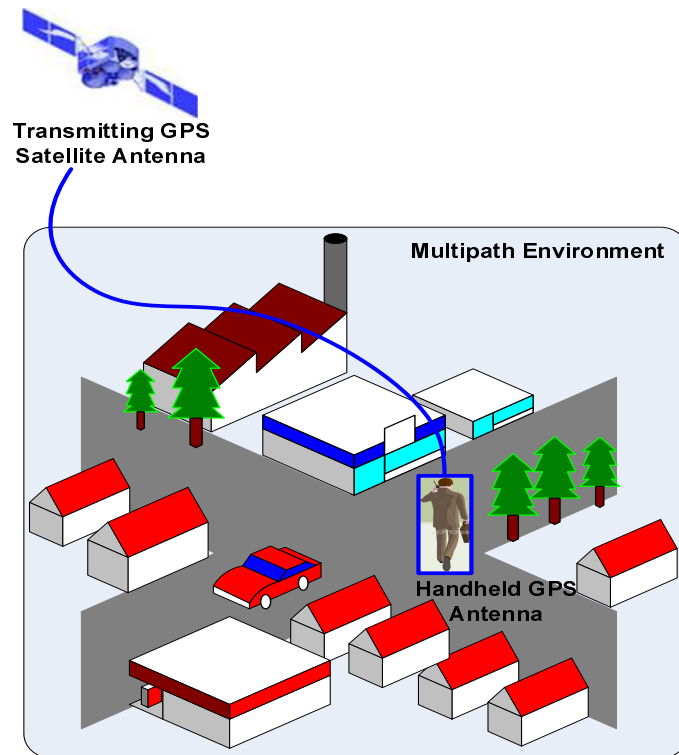 Transmitting GPS
Satellite Antenna
Multipath Environment
Handheld GPS
Antenna